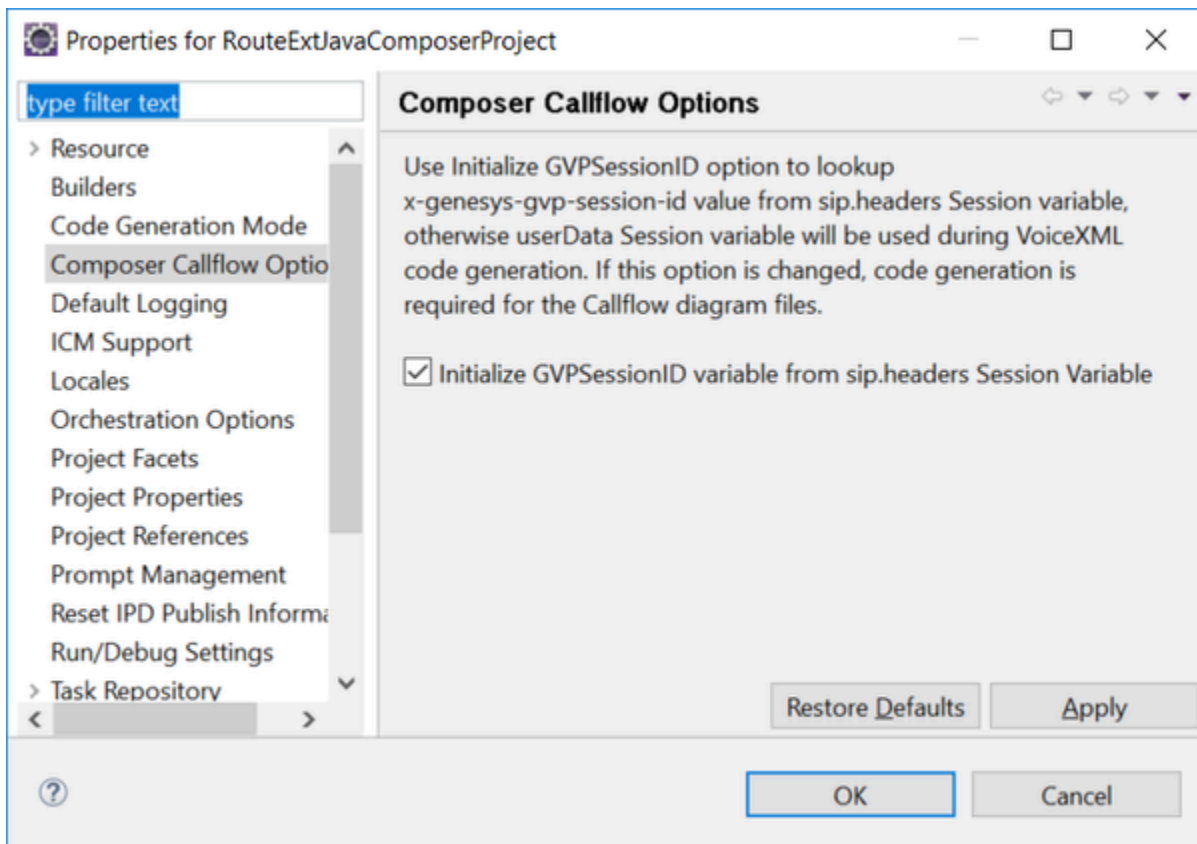 Properties for RouteExtJavaComposerProject
type filter text
Resource
Builders
Code Generation Mode
Composer Callflow Optio
Default Logging
ICM Support
Locales
Orchestration Options
Project Facets
Project Properties
Project References
Prompt Management
Reset IPD Publish Informa
Run/Debug Settings
Task Repository
Composer Callflow Options
Use Initialize GVPSessionID option to lookup
x-genesys-gvp-session-id value from sip.headers Session variable,
otherwise userData Session variable will be used during VoiceXML
code generation. If this option is changed, code generation is
required for the Callflow diagram files.
Initialize GVPSessionID variable from sip.headers Session Variable
Restore Defaults
Apply
OK
Cancel